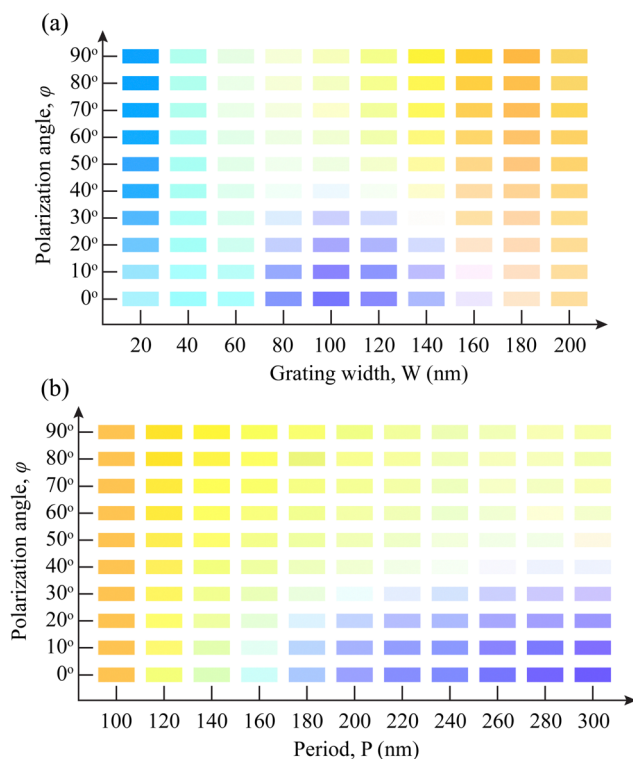 (a)
Polarization angle, φ
90º
80º
70º
60º
50º
40º
30º
20º
10º
0º
20 40 60 80 100 120 140 160 180 200
Grating width, W (nm)
(b)
Polarization angle, φ
90º
80º
70º
60º
50º
40º
30º
20º
10º
0º
100 120 140 160 180 200 220 240 260 280 300
Period, P (nm)